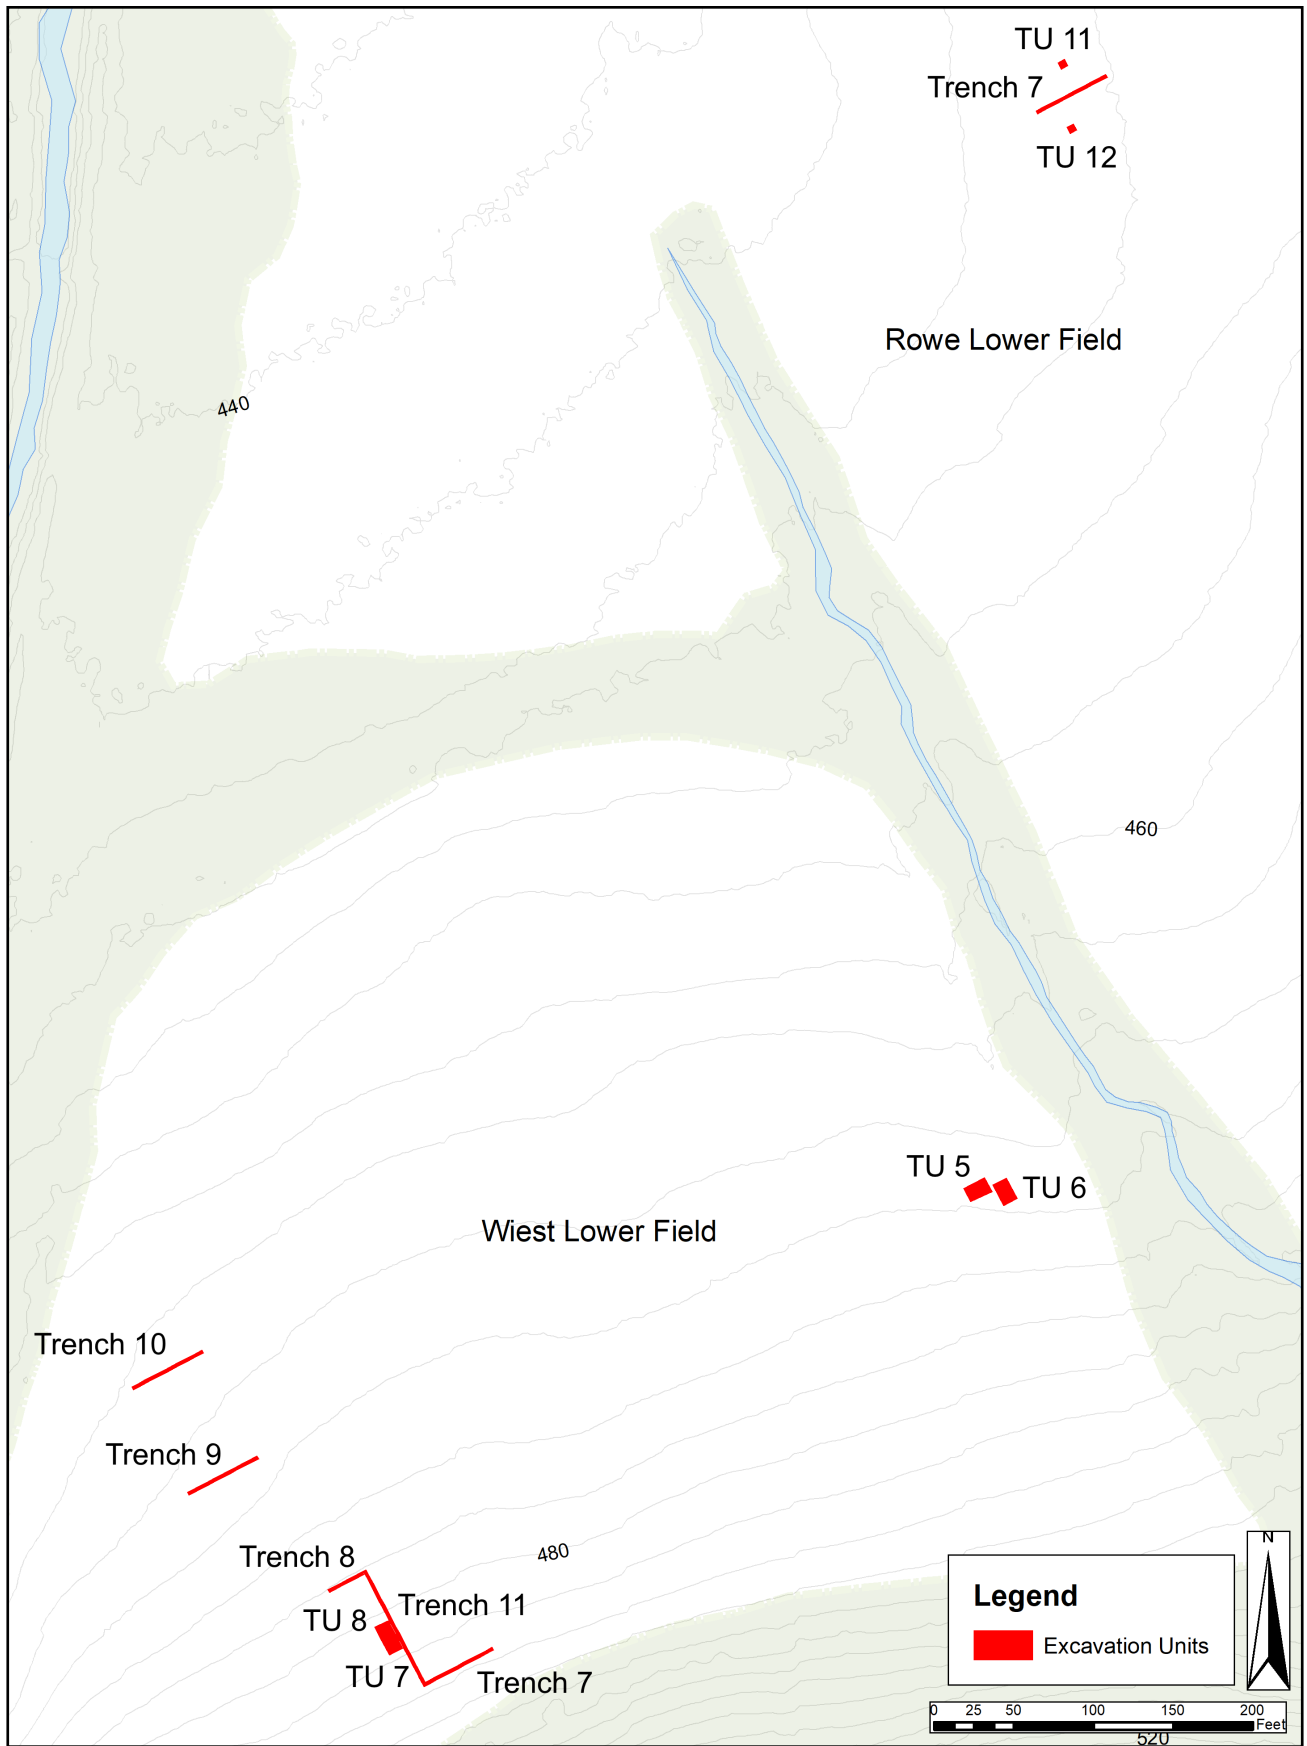 TU 11
Trench 7
TU 12
Rowe Lower Field
440
460
TU 5
TU 6
Wiest Lower Field
Trench 10
Trench 9
480
Trench 8
Trench 11
TU 8
TU 7
Trench 7
N
Legend
Excavation Units
0 25 50 100 150 200
Feet
520